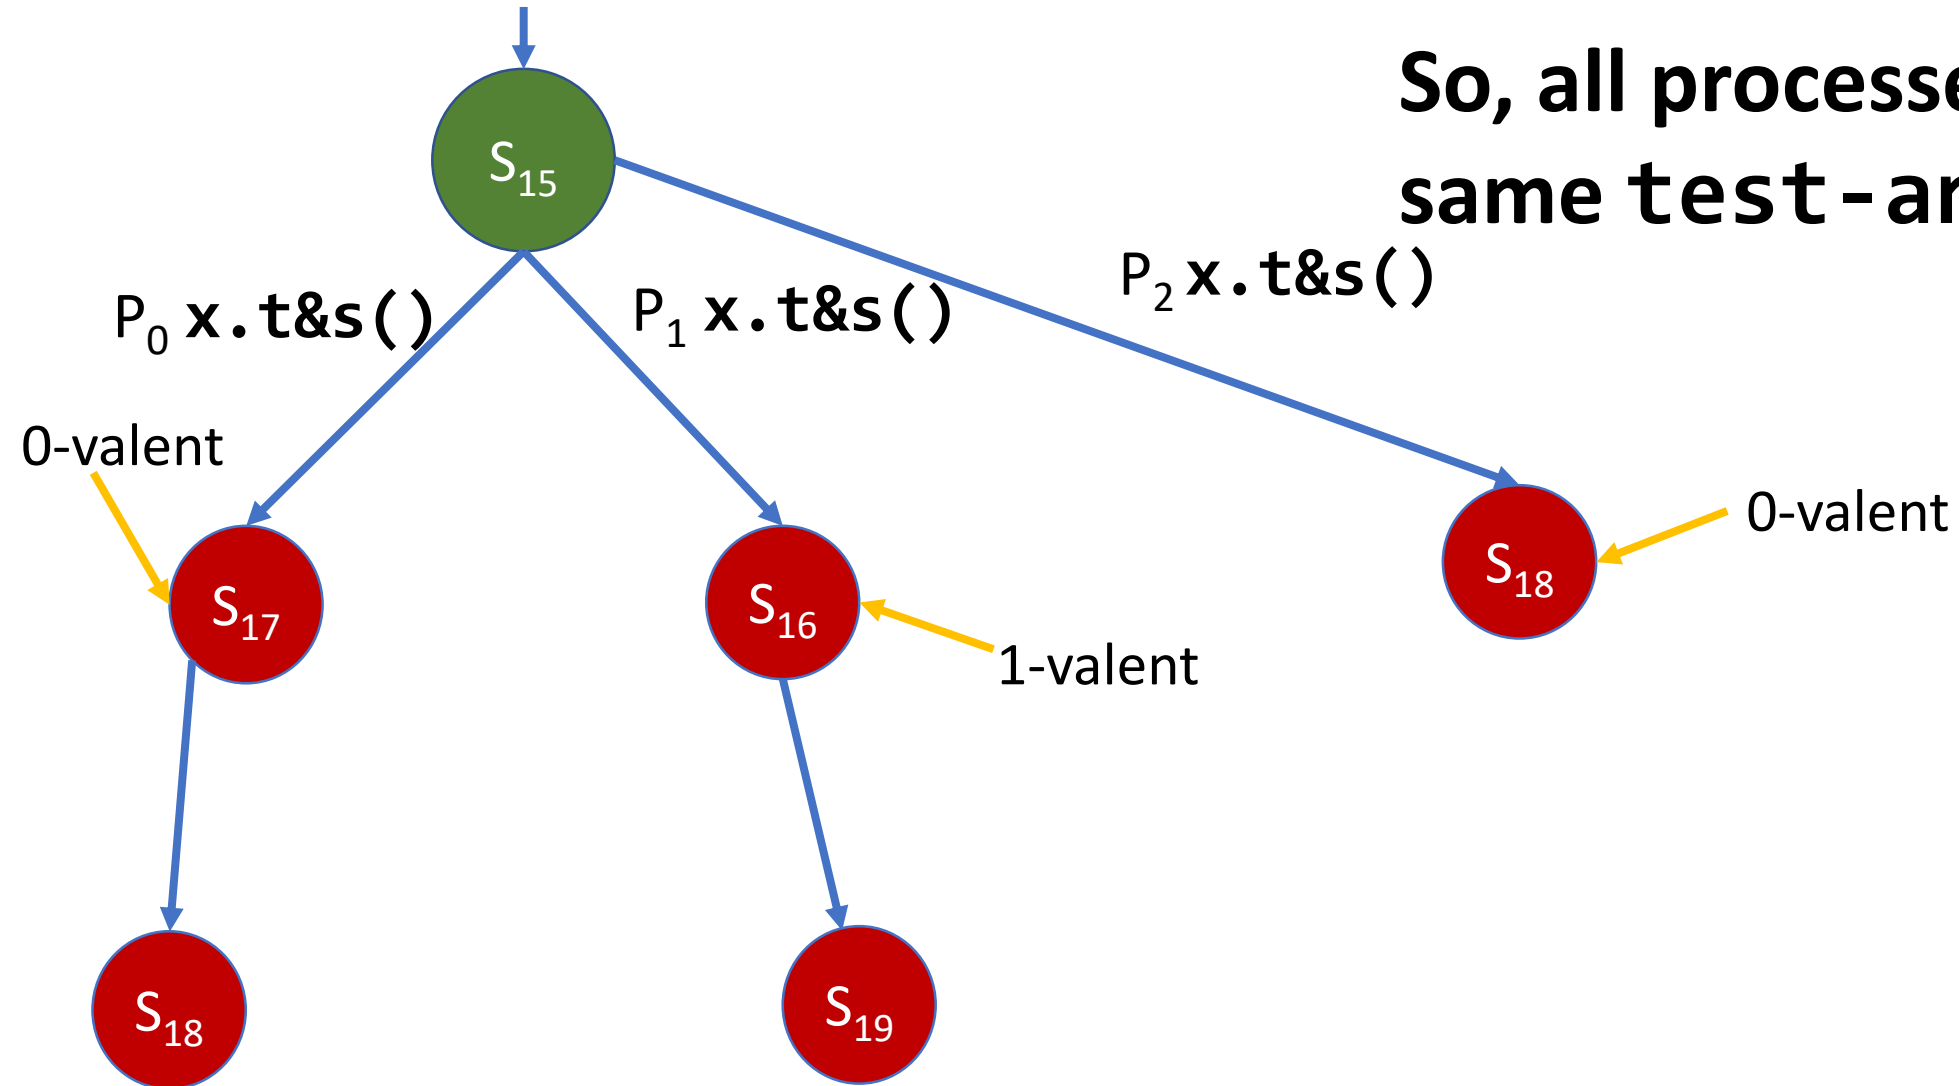 So, all processe
same test-ar
S15
P0 x.t&s()
P1 x.t&s()
P2 x.t&s()
0-valent
0-valent
S17
S16
S18
1-valent
S18
S19